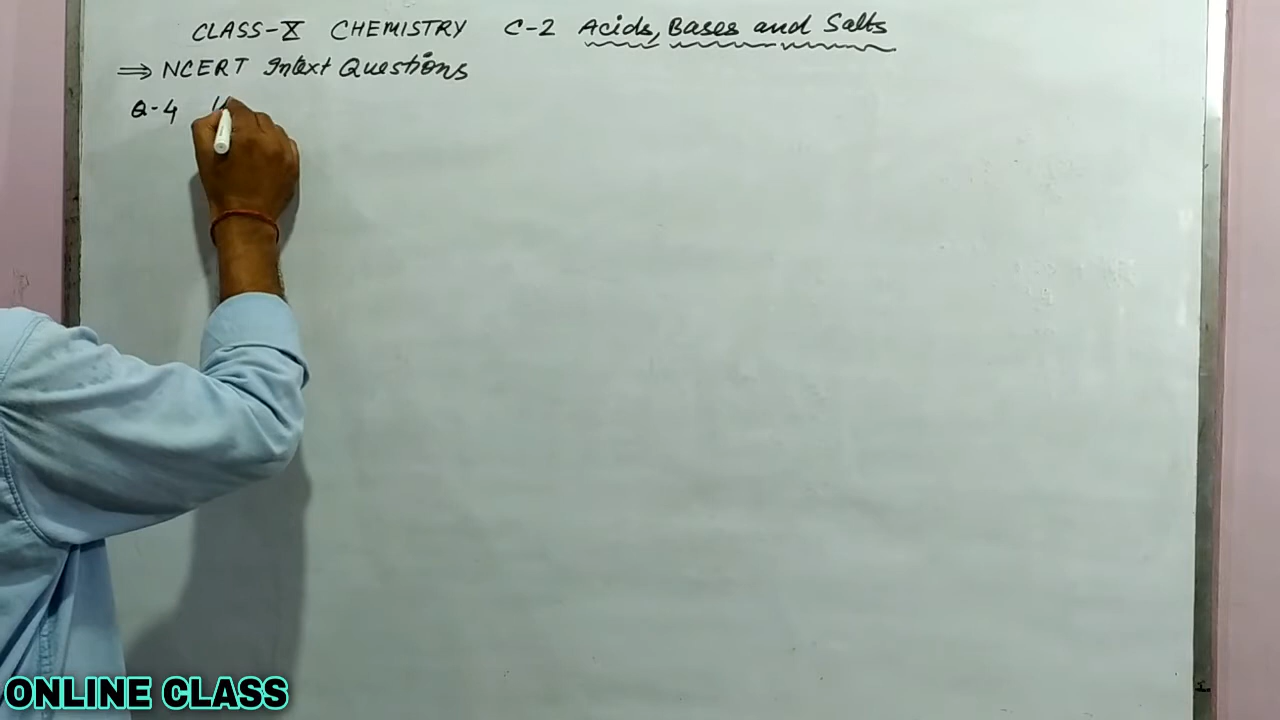 CLASS-X CHEMISTRY C-2 Acids, Bases and Salts
⇒ NCERT Intext Questions
Q-4
ONLINE CLASS